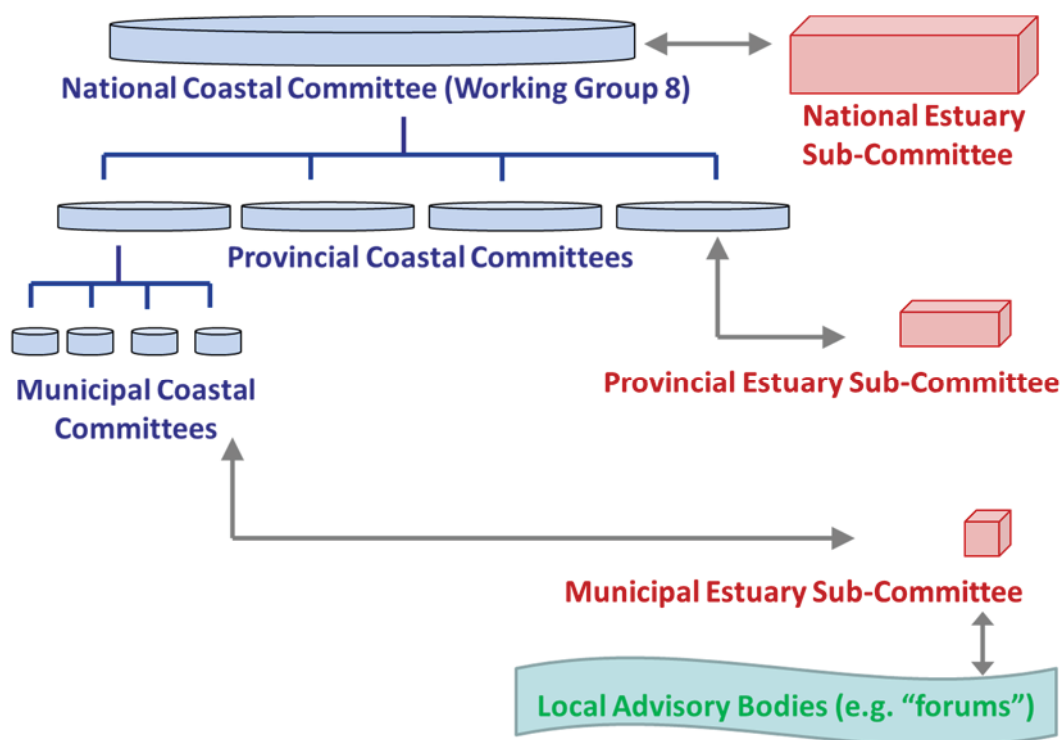 National Coastal Committee (Working Group 8)
National Estuary
Sub-Committee
Provincial Coastal Committees
Provincial Estuary Sub-Committee
Municipal Coastal
Committees
Municipal Estuary Sub-Committee
Local Advisory Bodies (e.g. “forums”)